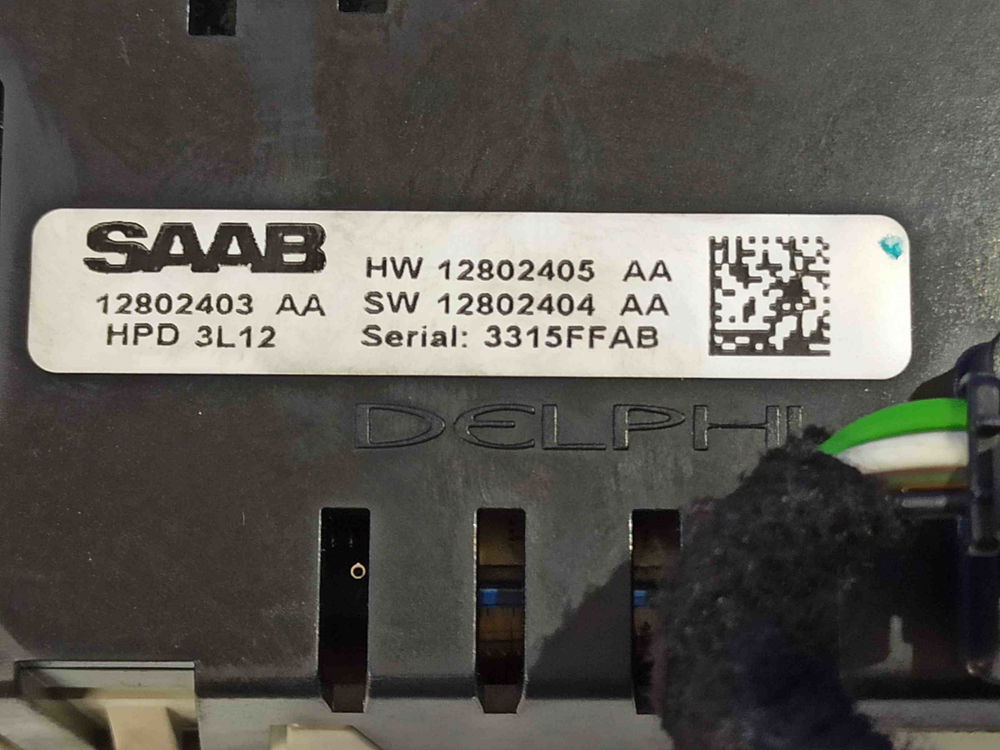 SAAB
12802403 AA
HPD 3L12
HW 12802405 AA
SW 12802404 AA
Serial: 3315FFAB
DELPHI